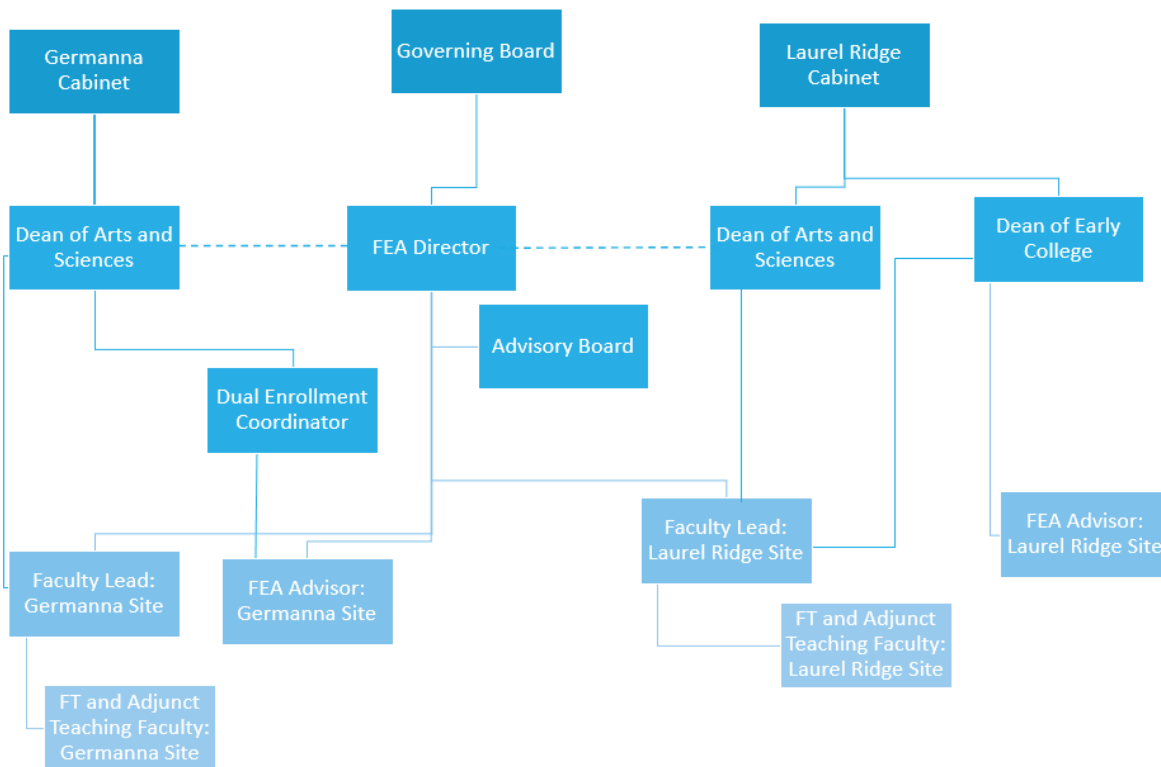 Germanna
Cabinet
Governing Board
Laurel Ridge
Cabinet
Dean of Arts and
Sciences
FEA Director
Dean of Arts and
Sciences
Dean of Early
College
Advisory Board
Dual Enrollment
Coordinator
Faculty Lead:
Laurel Ridge Site
FEA Advisor:
Laurel Ridge Site
Faculty Lead:
Germanna Site
FEA Advisor:
Germanna Site
FT and Adjunct
Teaching Faculty:
Laurel Ridge Site
FT and Adjunct
Teaching Faculty:
Germanna Site